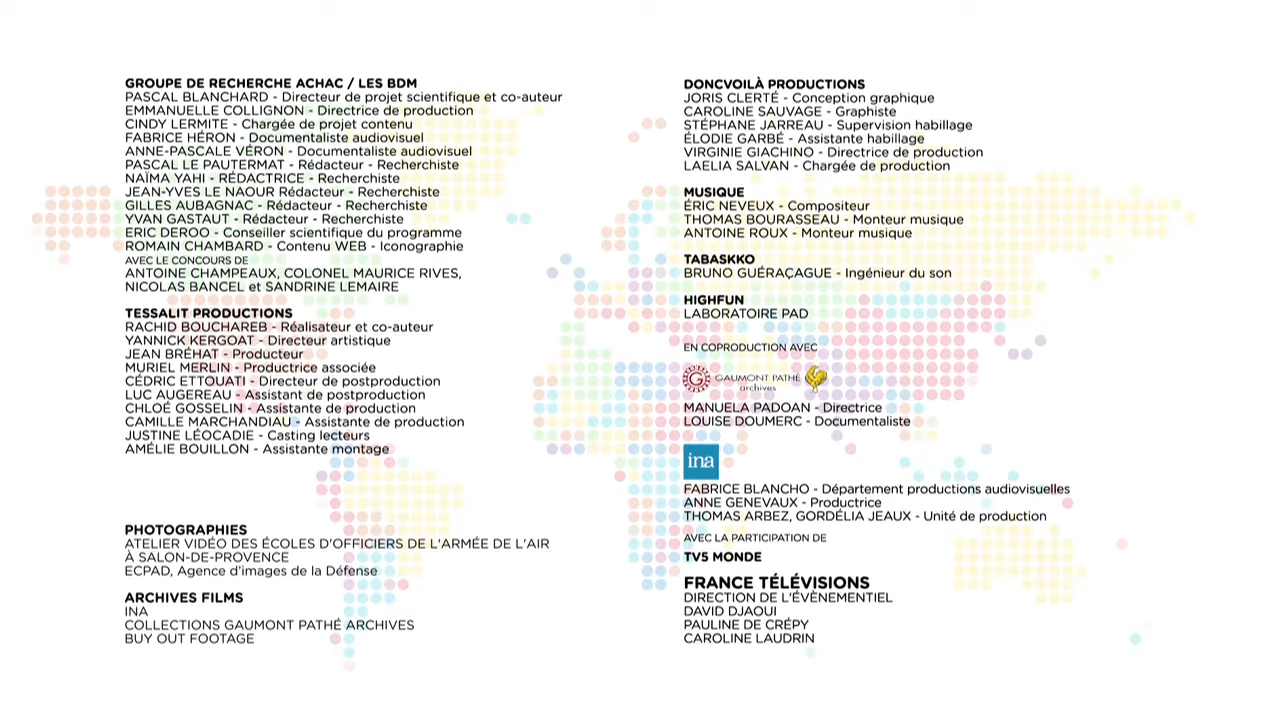 GROUPE DE RECHERCHE ACHAC / LES BDM
PASCAL BLANCHARD - Directeur de projet scientifique et co-auteur
EMMANUELLE COLLIGNON - Directrice de production
CINDY LERMITE - Chargée de projet contenu
FABRICE HÉRON - Documentaliste audiovisuel
ANNE-PASCALE VÉRON - Documentaliste audiovisuel
PASCAL LE PAUTERMAT - Rédacteur - Recherchiste
NAÏMA YAHI - RÉDACTRICE - Recherchiste
JEAN-YVES LE NAOUR Rédacteur - Recherchiste
GILLES AUBAGNAC - Rédacteur - Recherchiste
YVAN GASTAUT - Rédacteur - Recherchiste
ERIC DEROO - Conseiller scientifique du programme
ROMAIN CHAMBARD - Contenu WEB - Iconographie
AVEC LE CONCOURS DE
ANTOINE CHAMPEAUX, COLONEL MAURICE RIVES,
NICOLAS BANCEL et SANDRINE LEMAIRE
TESSALIT PRODUCTIONS
RACHID BOUCHAREB - Réalisateur et co-auteur
YANNICK KERGOAT - Directeur artistique
JEAN BRÉHAT - Producteur
MURIEL MERLIN - Productrice associée
CÉDRIC ETTOUATI - Directeur de postproduction
LUC AUGEREAU - Assistant de postproduction
CHLOÉ GOSSELIN - Assistante de production
CAMILLE MARCHANDIAU - Assistante de production
JUSTINE LÉOCADIE - Casting lecteurs
AMÉLIE BOUILLON - Assistante montage
PHOTOGRAPHIES
ATELIER VIDÉO DES ÉCOLES D'OFFICIERS DE L'ARMÉE DE L'AIR
À SALON-DE-PROVENCE
ECPAD, Agence d'images de la Défense
ARCHIVES FILMS
INA
COLLECTIONS GAUMONT PATHÉ ARCHIVES
BUY OUT FOOTAGE
DONCVOILÀ PRODUCTIONS
JORIS CLERTÉ - Conception graphique
CAROLINE SAUVAGE - Graphiste
STÉPHANE JARREAU - Supervision habillage
ÉLODIE GARBÉ - Assistante habillage
VIRGINIE GIACHINO - Directrice de production
LAELIA SALVAN - Chargée de production
MUSIQUE
ÉRIC NEVEUX - Compositeur
THOMAS BOURASSEAU - Monteur musique
ANTOINE ROUX - Monteur musique
TABASKKO
BRUNO GUÉRAÇAGUE - Ingénieur du son
HIGHFUN
LABORATOIRE PAD
EN COPRODUCTION AVEC
G GAUMONT PATHÉ
archives
MANUELA PADOAN - Directrice
LOUISE DOUMERC - Documentaliste
ina
FABRICE BLANCHO - Département productions audiovisuelles
ANNE GENEVAUX - Productrice
THOMAS ARBEZ, GORDÉLIA JEAUX - Unité de production
AVEC LA PARTICIPATION DE
TV5 MONDE
FRANCE TÉLÉVISIONS
DIRECTION DE L'ÉVÈNEMENTIEL
DAVID DJAOUI
PAULINE DE CRÉPY
CAROLINE LAUDRIN